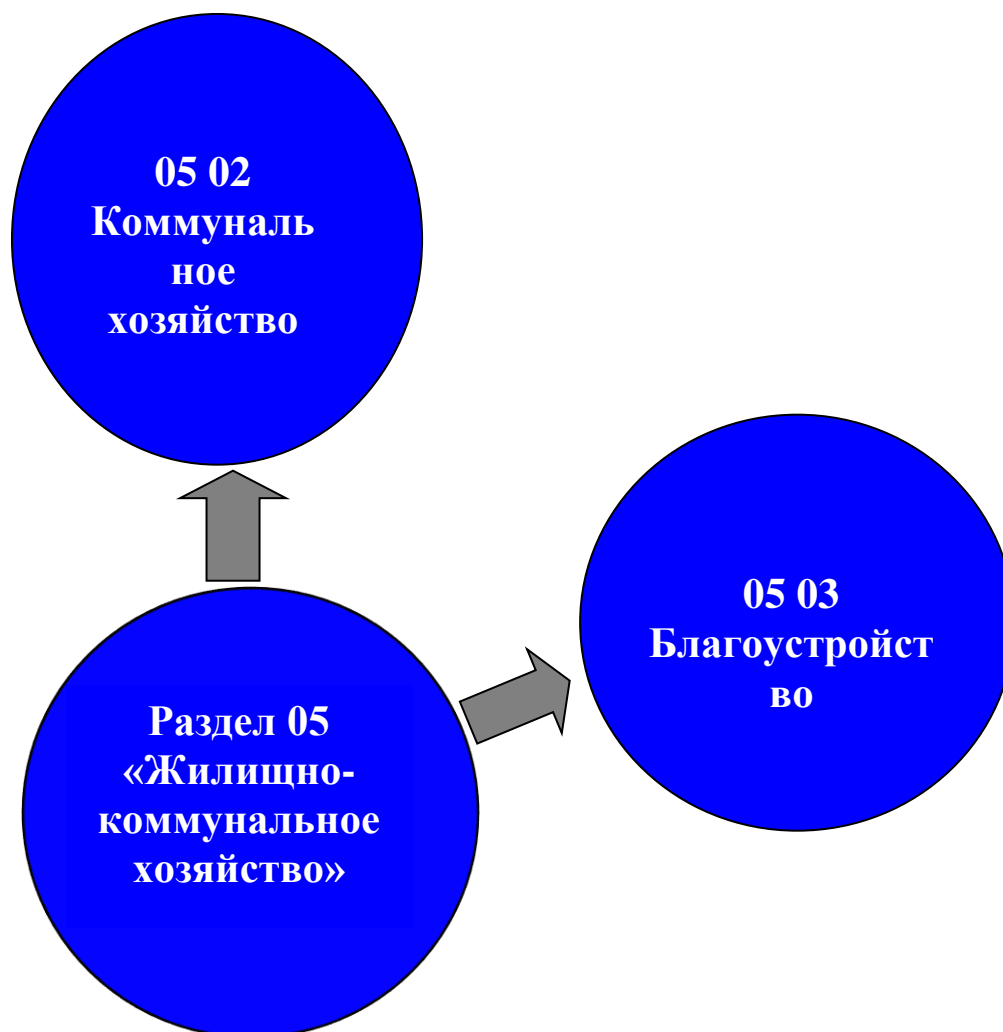 05 02
Коммуналь
ное
хозяйство
05 03
Благоустройст
во
Раздел 05
«Жилищно-
коммунальное
хозяйство»